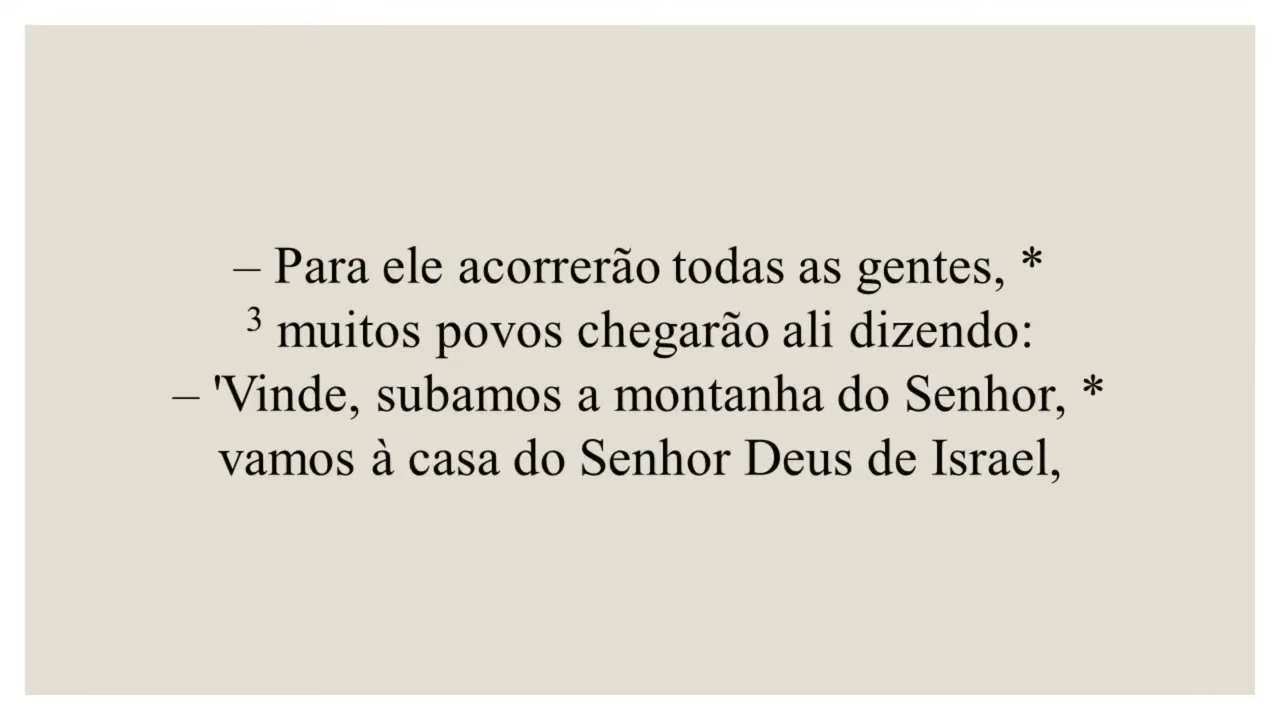 – Para ele acorrerão todas as gentes, *
³ muitos povos chegarão ali dizendo:
– 'Vinde, subamos a montanha do Senhor, *
vamos à casa do Senhor Deus de Israel,